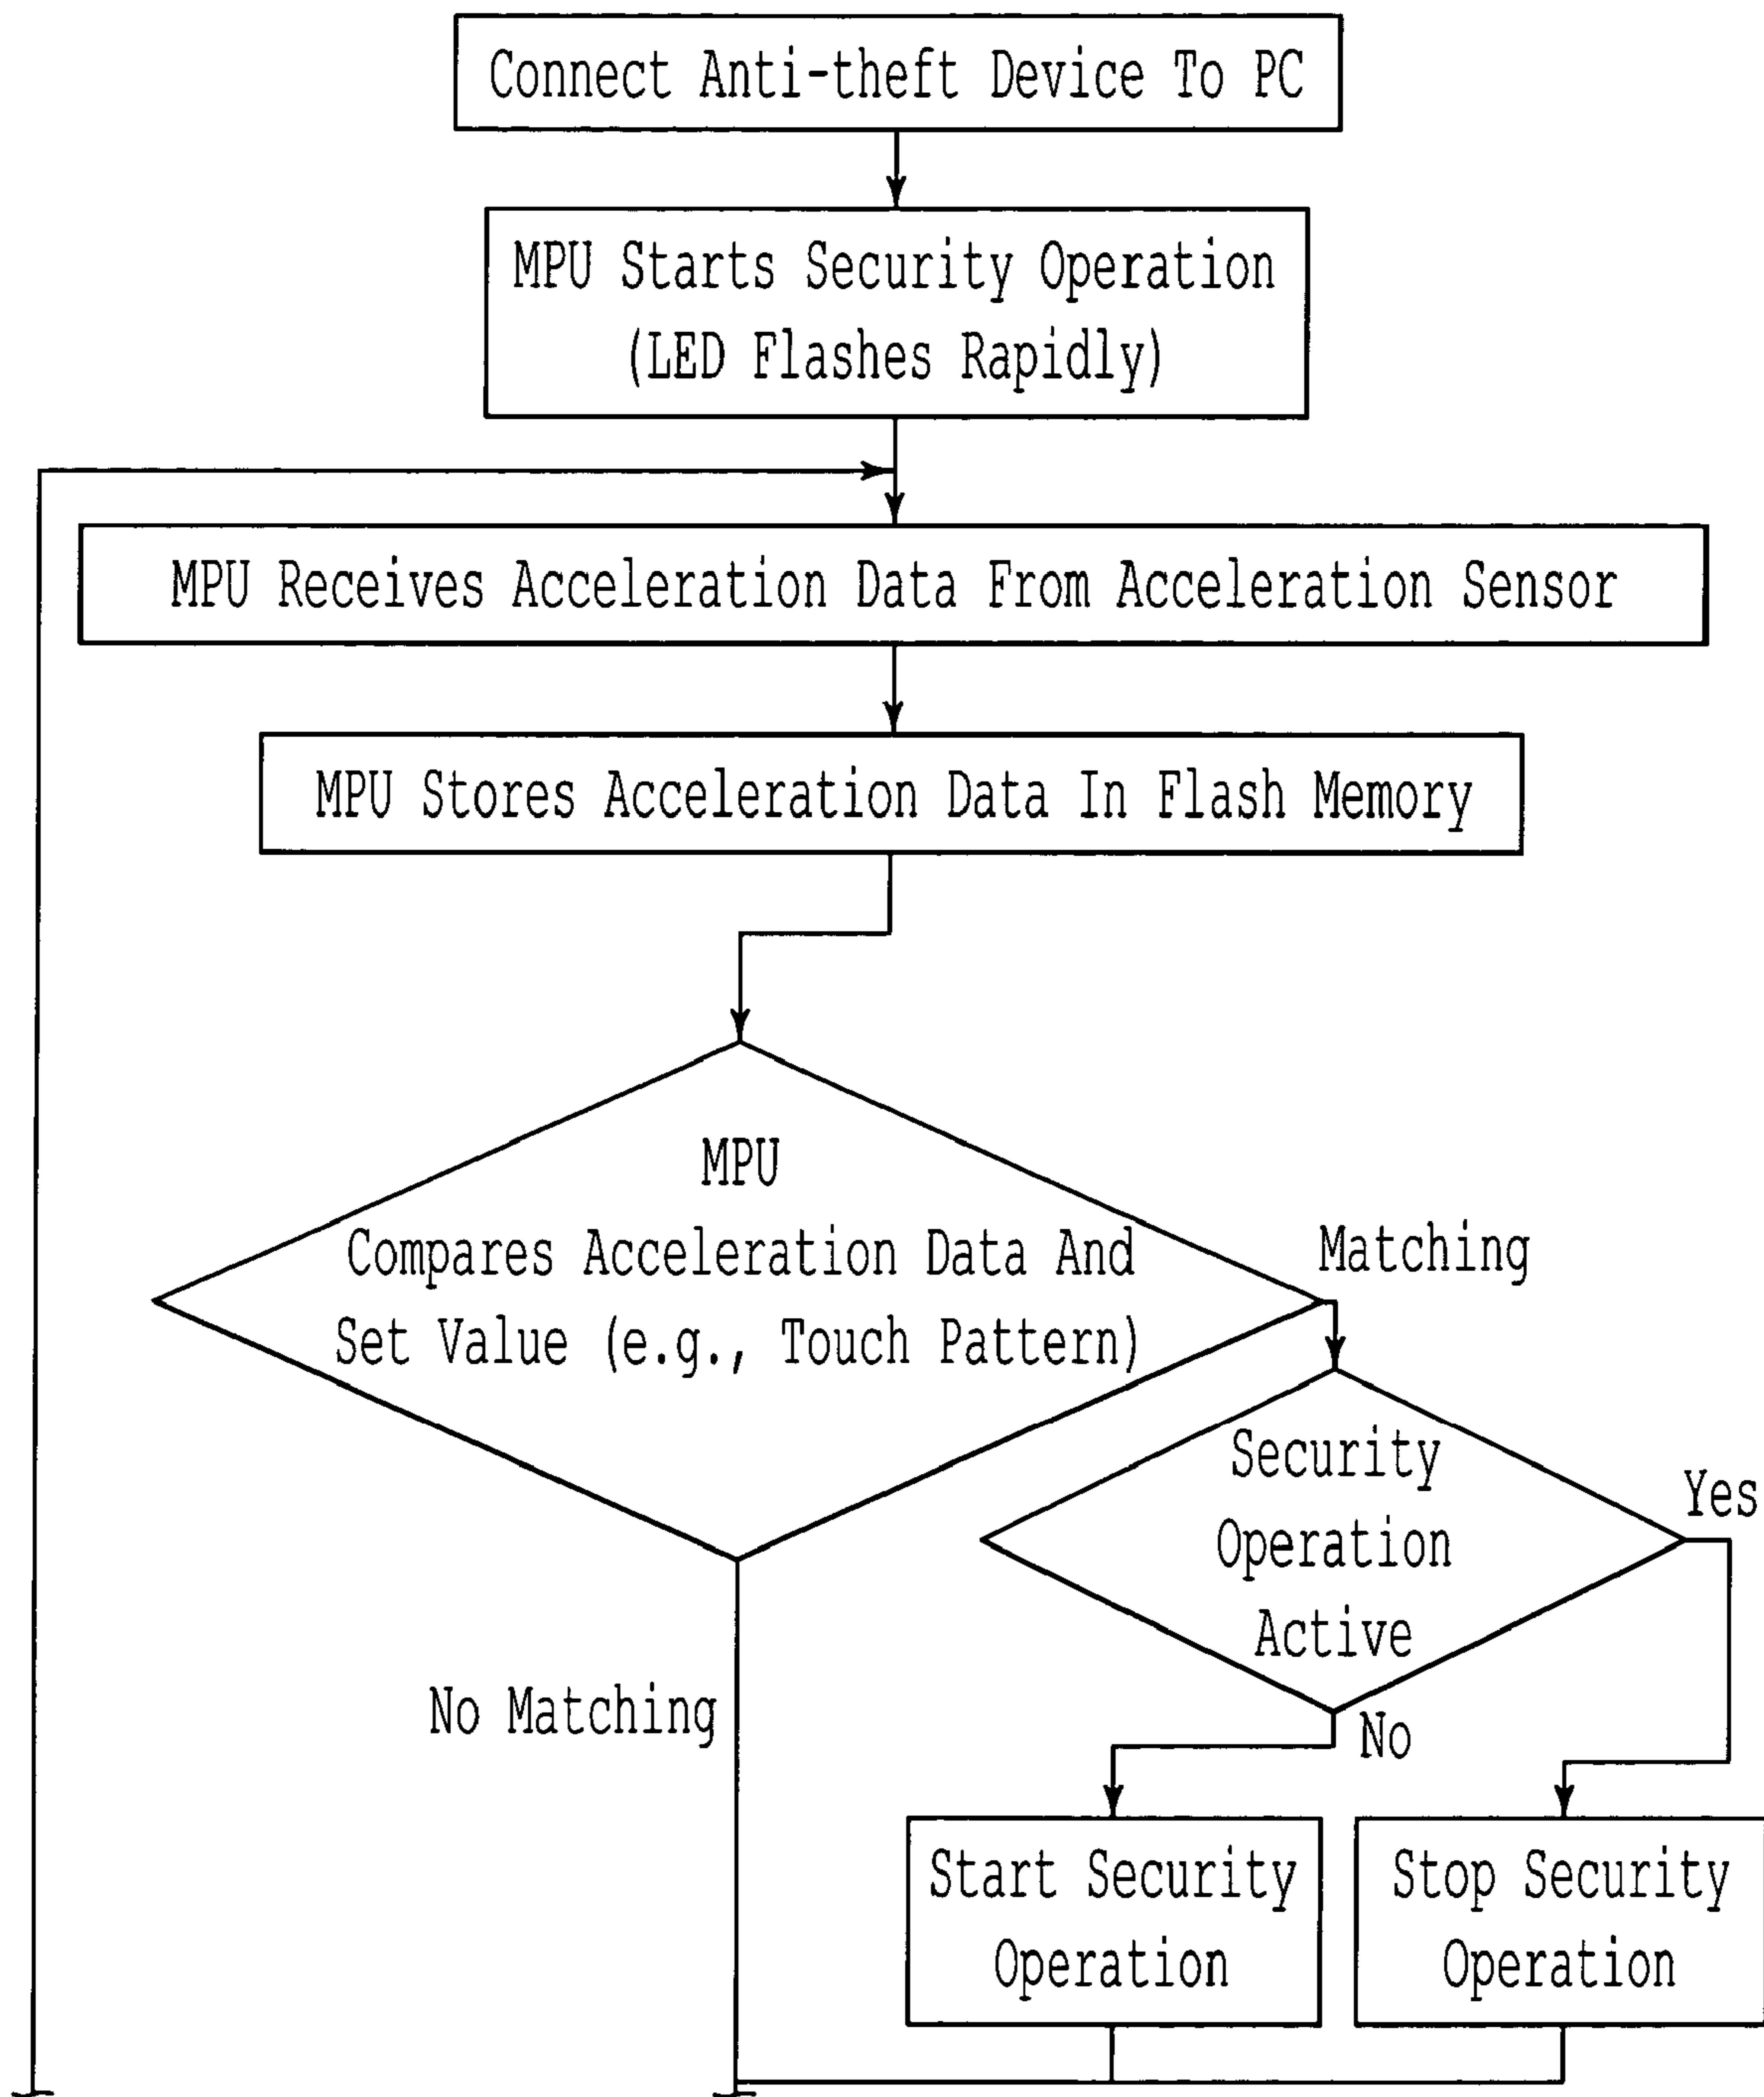 Connect Anti-theft Device To PC
MPU Starts Security Operation
(LED Flashes Rapidly)
MPU Receives Acceleration Data From Acceleration Sensor
MPU Stores Acceleration Data In Flash Memory
MPU
Compares Acceleration Data And
Set Value (e.g., Touch Pattern)
Matching
Security
Operation
Active
Yes
No Matching
No
Start Security
Operation
Stop Security
Operation